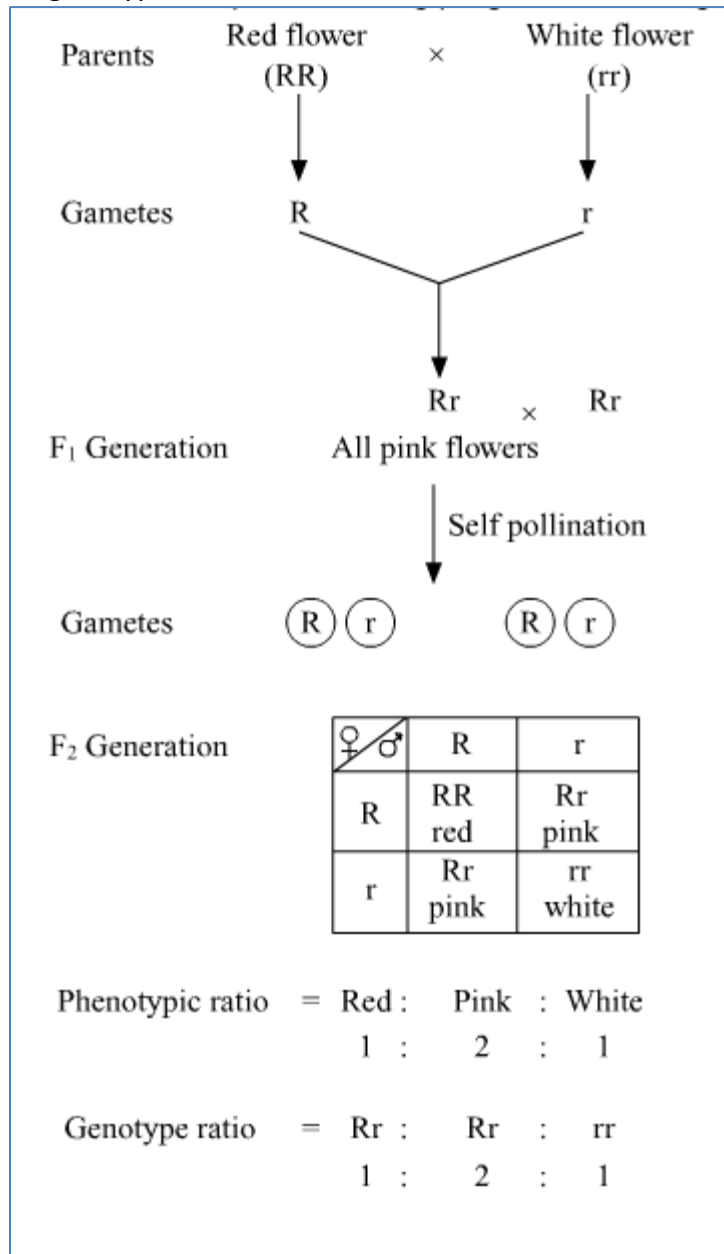 Parents Red flower × White flower
(RR) (rr)
Gametes R r
Rr × Rr
F₁ Generation All pink flowers
Self pollination
Gametes R r R r
F₂ Generation
♀ ♂ R r
R RR Rr
red pink
r Rr rr
pink white
Phenotypic ratio = Red : Pink : White
1 : 2 : 1
Genotype ratio = Rr : Rr : rr
1 : 2 : 1